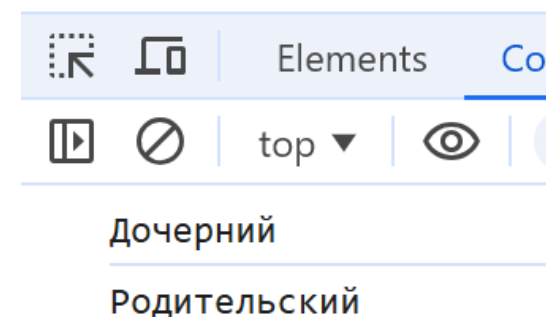 Elements Co
top
Дочерний
Родительский